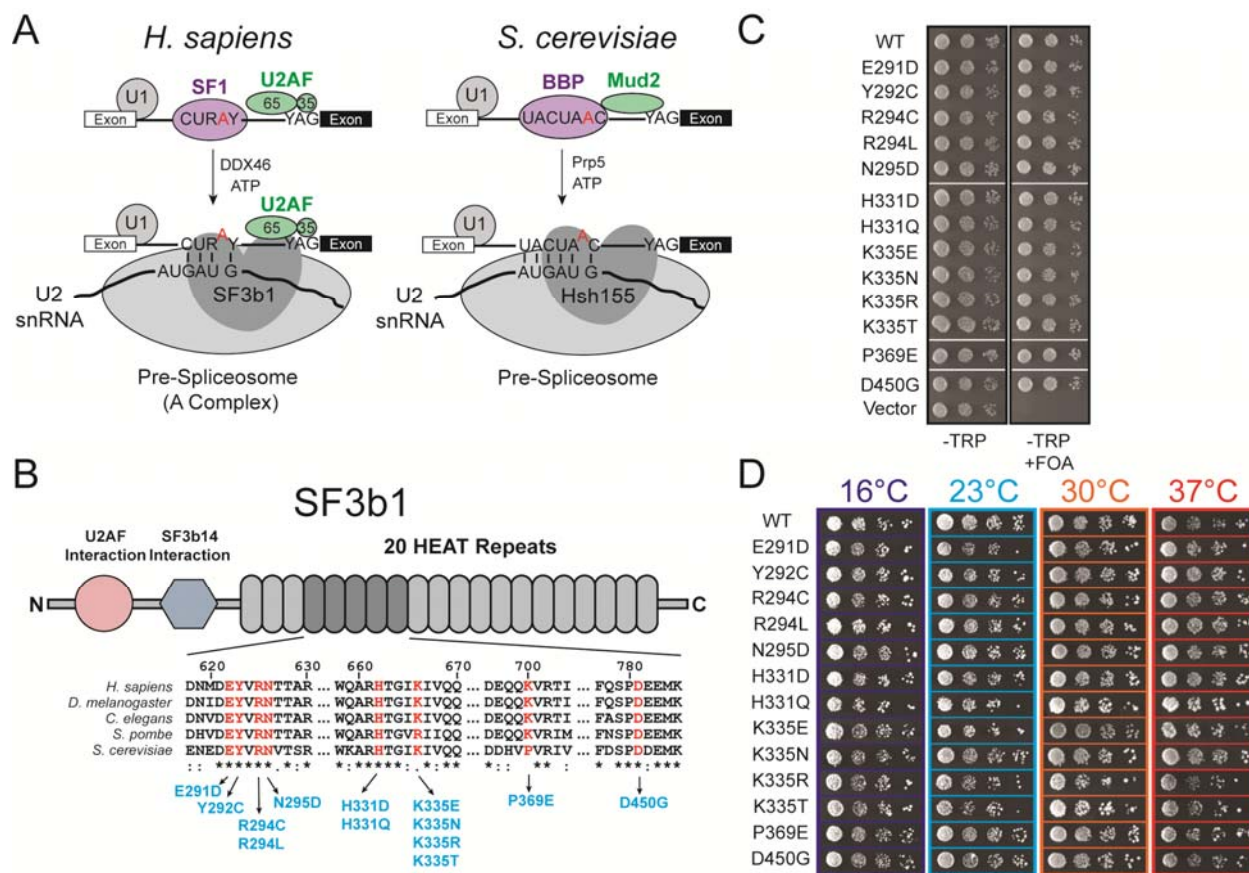 A
H. sapiens
S. cerevisiae
U1
SF1
U2AF
65
35
Exon
CURAY
YAG
Exon
DDX46
ATP
U1
A
U2AF
65
35
Exon
CUR Y
YAG
Exon
AUGAU G
SF3b1
U2
snRNA
Pre-Spliceosome
(A Complex)
U1
BBP
Mud2
Exon
UACUAAC
YAG
Exon
Prp5
ATP
U1
A
Exon
UACUA C
YAG
Exon
AUGAU G
Hsh155
U2
snRNA
Pre-Spliceosome
B
SF3b1
U2AF
Interaction
SF3b14
Interaction
20 HEAT Repeats
N
C
620 630 660 670 700 780
H. sapiens DNMDEYVRNTTAR ... WQARHTGIKIVQQ ... DEQQKVRTI ... FQSPDEEMK
D. melanogaster DNIDEYVRNTTAR ... WQARHTGIKIVQQ ... DEQQKVRTI ... FQSPDEEMK
C. elegans DNVDEYVRNTTAR ... WQARHTGIKIVQQ ... DEQQKVRTI ... FASPDEEMK
S. pombe DHVDEYVRNTTAR ... WQARHTGVRIVQQ ... DEQQKVRIM ... FNSPDEEMK
S. cerevisiae ENEDEYVRNVTSR ... WKARHTGIKIVQQ ... DDHVPVRIV ... FQSPDDEMK
E291D
Y292C
R294C
R294L
N295D
H331D
H331Q
K335E
K335N
K335R
K335T
P369E
D450G
C
WT
E291D
Y292C
R294C
R294L
N295D
H331D
H331Q
K335E
K335N
K335R
K335T
P369E
D450G
Vector
-TRP
-TRP
+FOA
D
16°C 23°C 30°C 37°C
WT
E291D
Y292C
R294C
R294L
N295D
H331D
H331Q
K335E
K335N
K335R
K335T
P369E
D450G